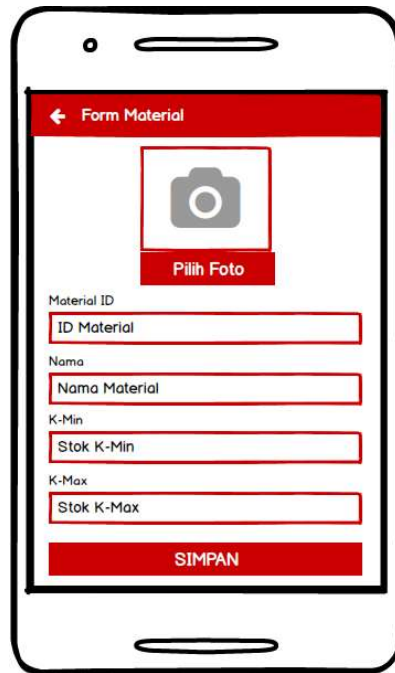 Form Material
Pilih Foto
Material ID
ID Material
Nama
Nama Material
K-Min
Stok K-Min
K-Max
Stok K-Max
SIMPAN